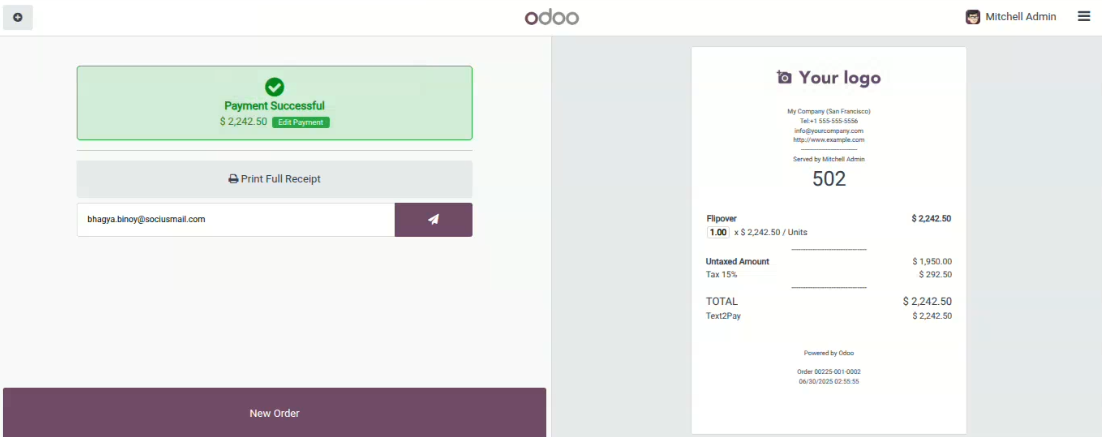 odoo
Mitchell Admin
Payment Successful
$ 2,242.50 Edit Payment
Print Full Receipt
bhagya.binoy@sociusmail.com
New Order
Your logo
My Company (San Francisco)
Tel:+1 555-555-5556
info@yourcompany.com
http://www.example.com
--------------------------------
Served by Mitchell Admin
502
Flipover $ 2,242.50
1.00 x $ 2,242.50 / Units
--------------------------------
Untaxed Amount $ 1,950.00
Tax 15% $ 292.50
--------------------------------
TOTAL $ 2,242.50
Text2Pay $ 2,242.50
Powered by Odoo
Order 00225-001-0002
06/30/2025 02:55:55